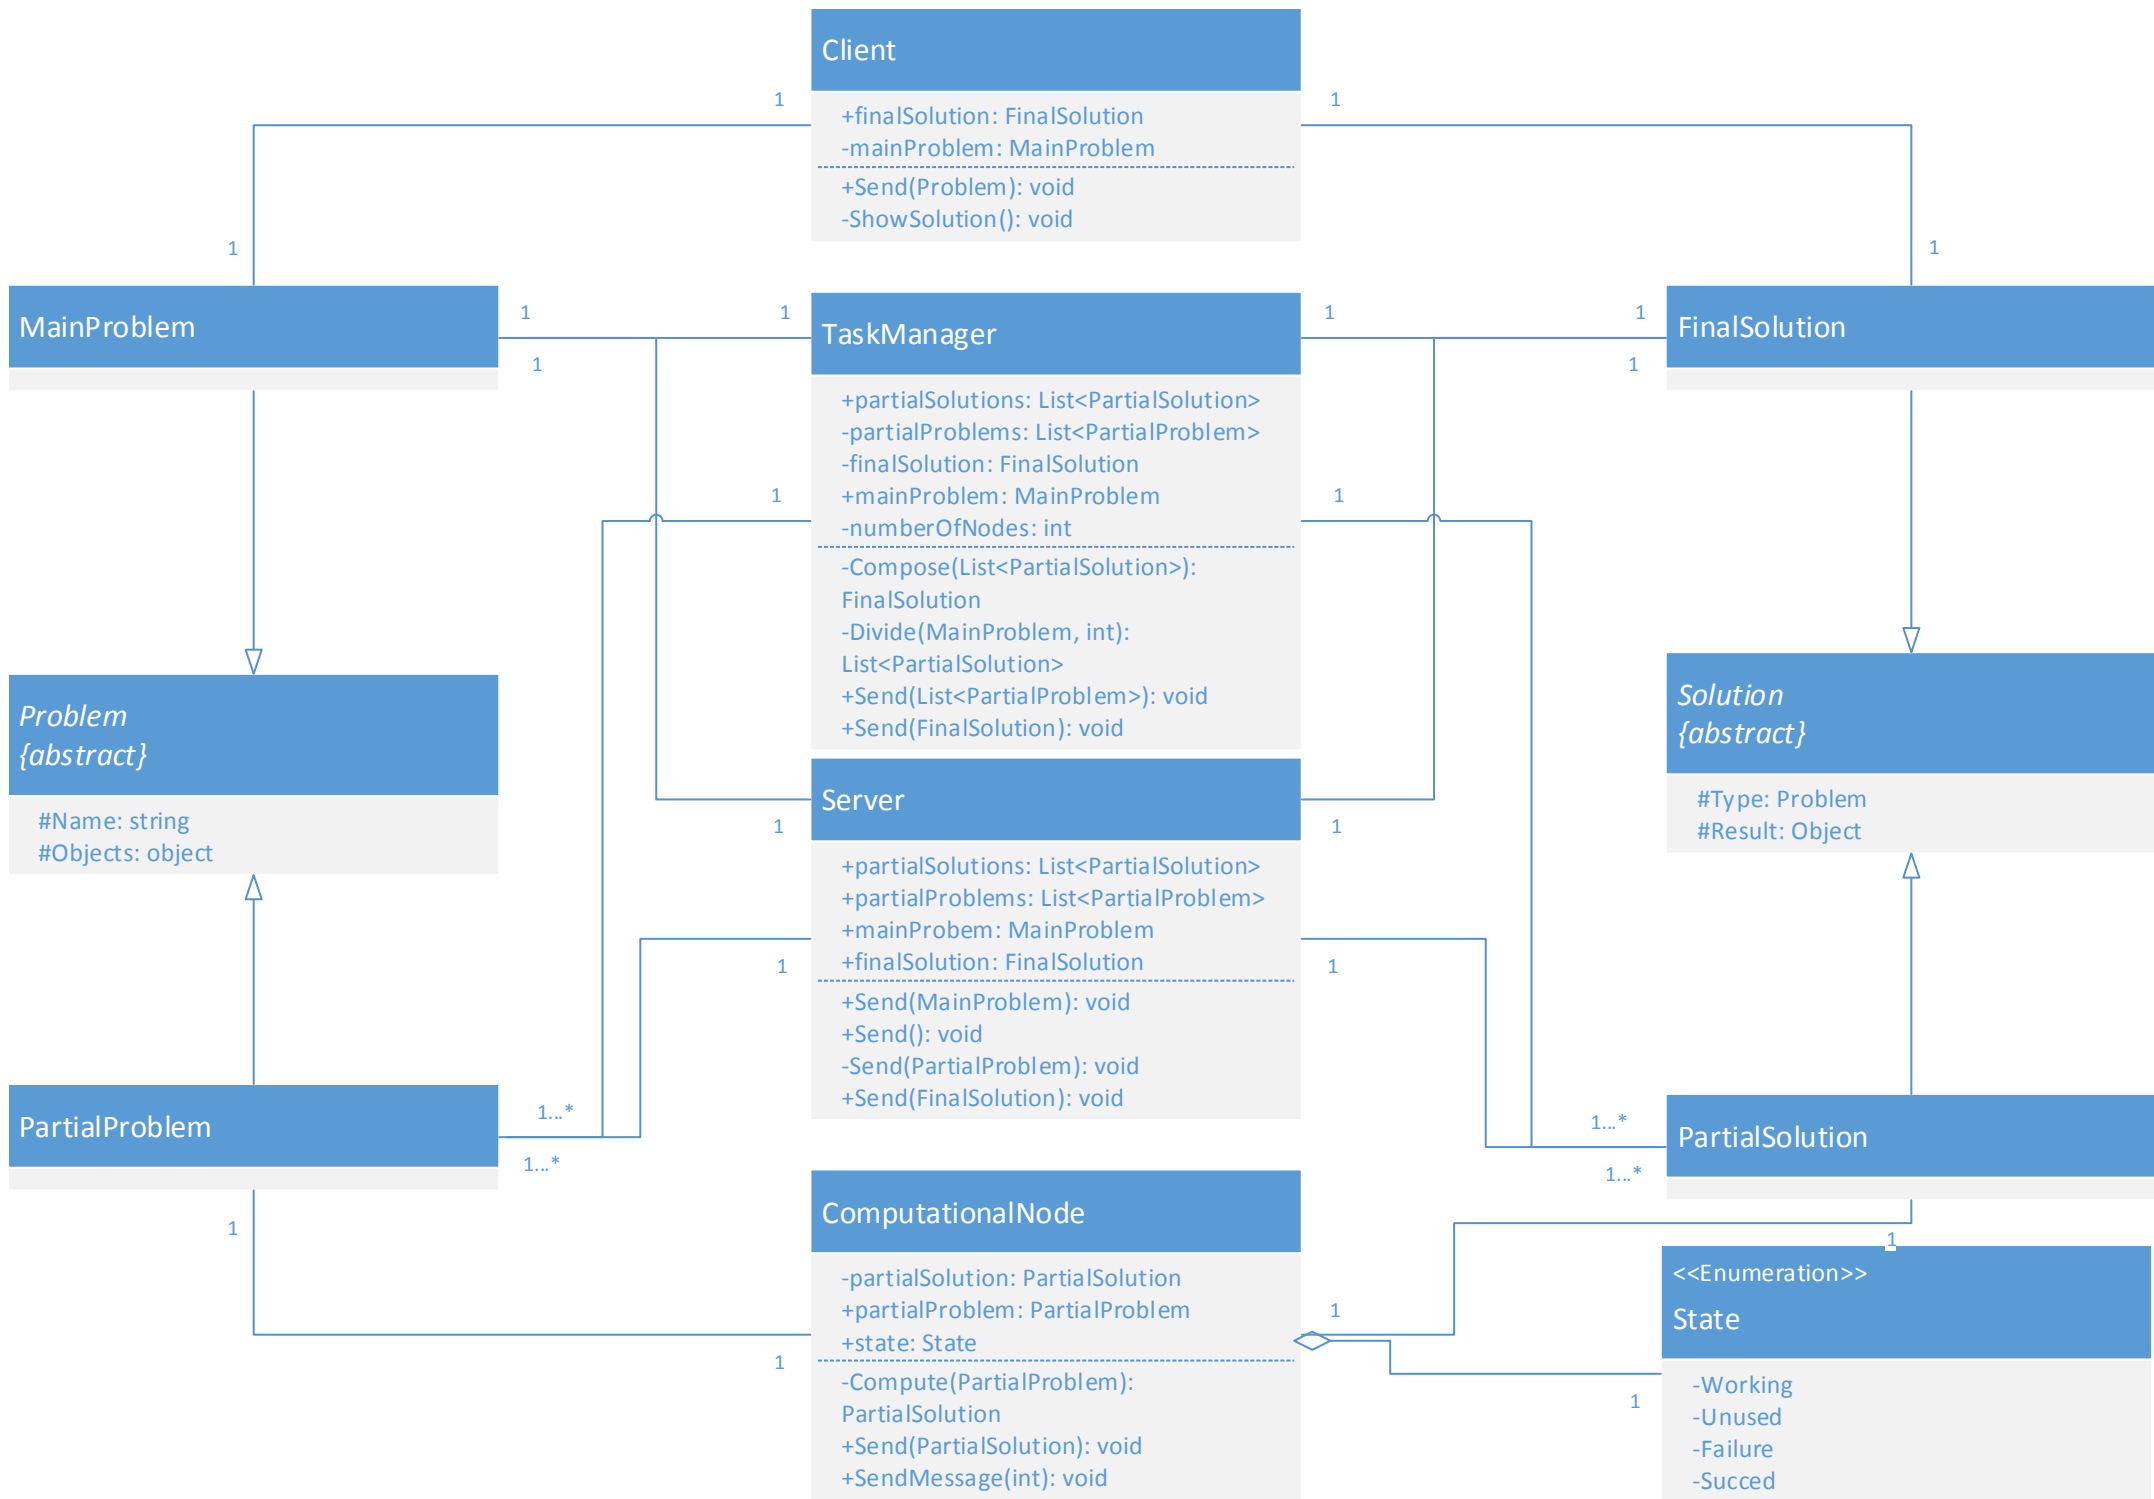 Client
1
1
+finalSolution: FinalSolution
-mainProblem: MainProblem
+Send(Problem): void
-ShowSolution(): void
1
1
MainProblem
1
1
1
TaskManager
1
1
1
FinalSolution
+partialSolutions: List<PartialSolution>
-partialProblems: List<PartialProblem>
-finalSolution: FinalSolution
+mainProblem: MainProblem
-numberOfNodes: int
1
1
-Compose(List<PartialSolution>):
FinalSolution
-Divide(MainProblem, int):
List<PartialSolution>
+Send(List<PartialProblem>): void
+Send(FinalSolution): void
Problem
{abstract}
#Name: string
#Objects: object
Solution
{abstract}
#Type: Problem
#Result: Object
Server
1
1
+partialSolutions: List<PartialSolution>
+partialProblems: List<PartialProblem>
+mainProbem: MainProblem
+finalSolution: FinalSolution
1
1
+Send(MainProblem): void
+Send(): void
-Send(PartialProblem): void
+Send(FinalSolution): void
PartialProblem
1...*
1...*
1...*
1...*
PartialSolution
1
1
ComputationalNode
-partialSolution: PartialSolution
+partialProblem: PartialProblem
+state: State
1
1
-Compute(PartialProblem):
PartialSolution
+Send(PartialSolution): void
+SendMessage(int): void
1
<<Enumeration>>
State
-Working
-Unused
-Failure
-Succed